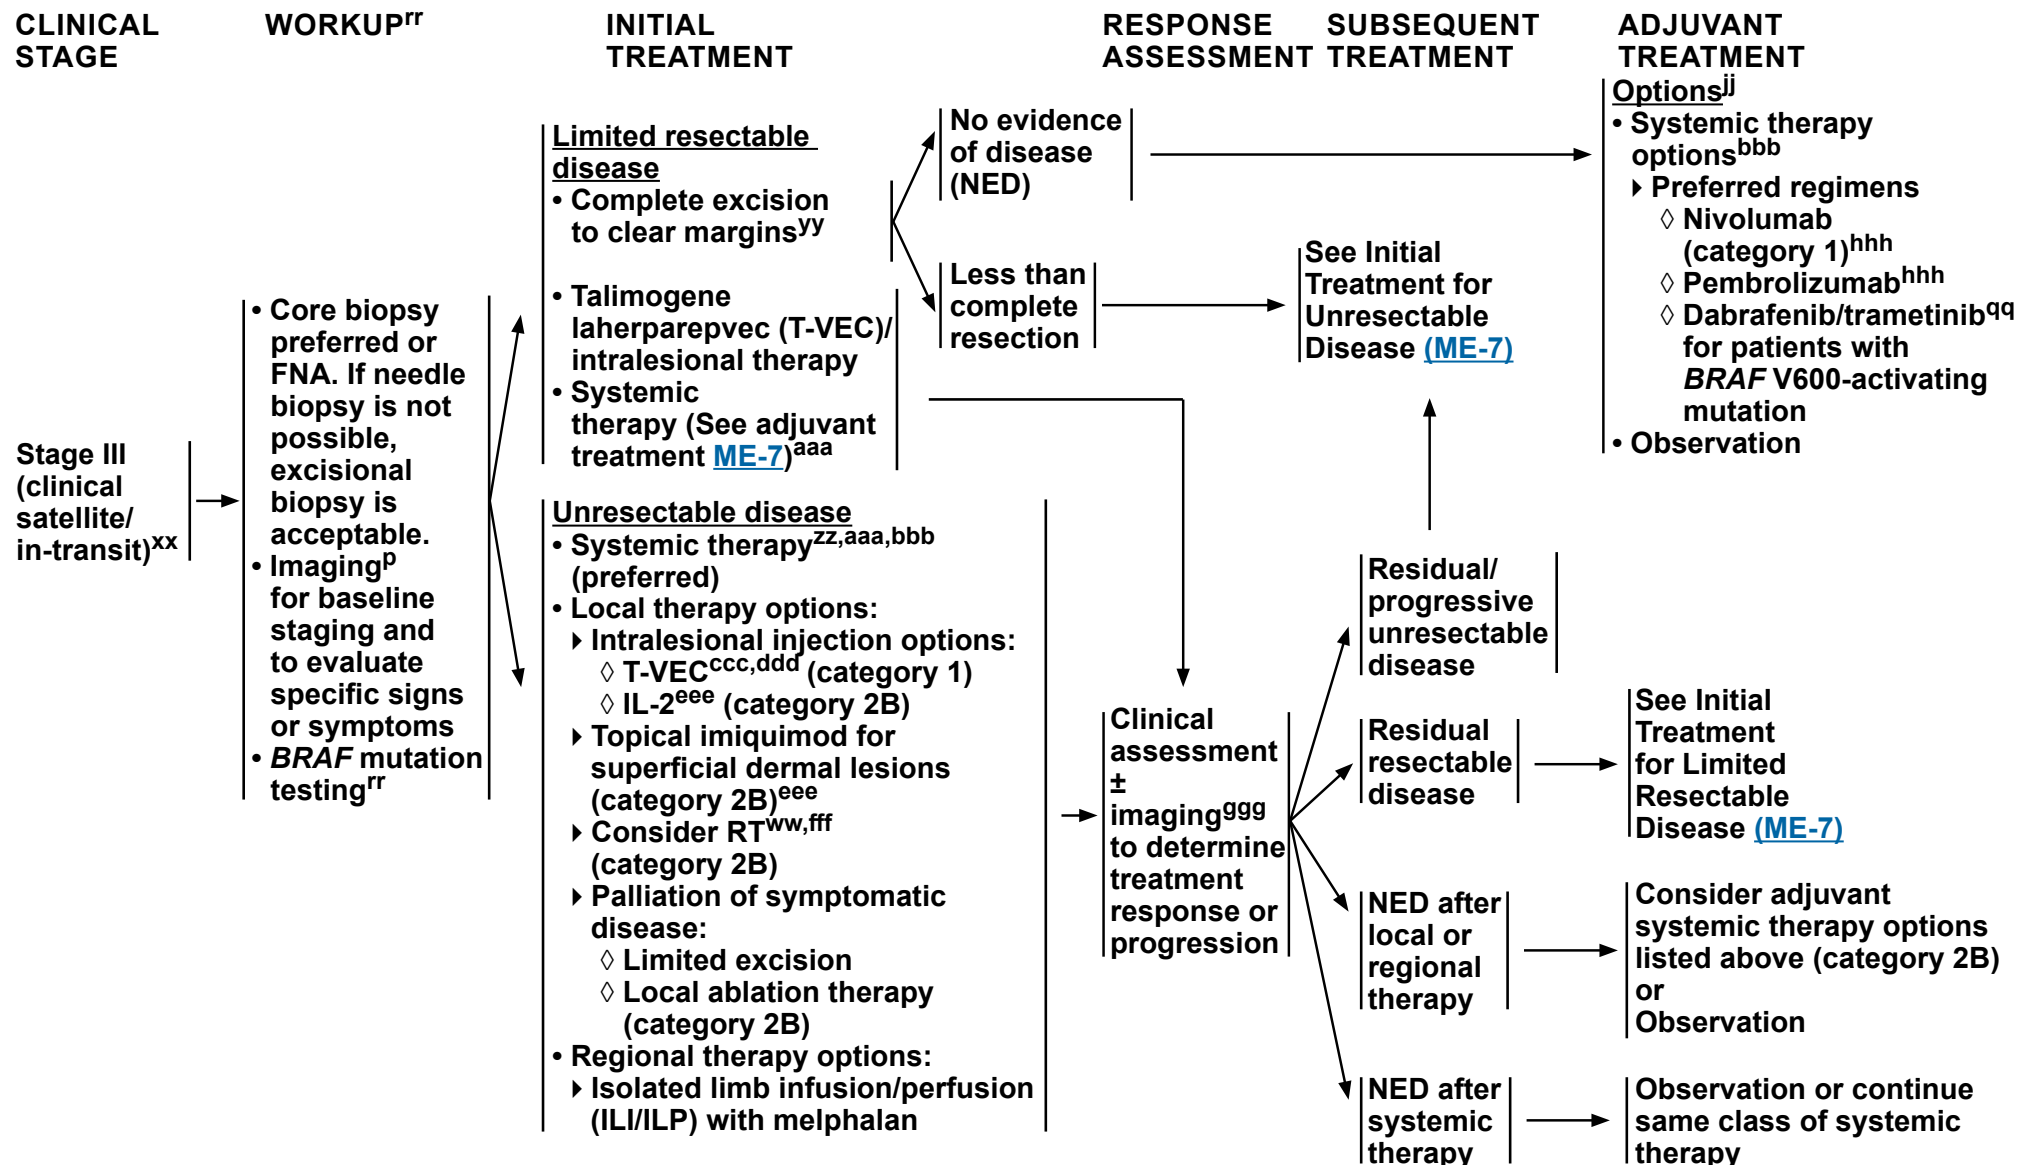 CLINICAL
STAGE
WORKUPrr
INITIAL
TREATMENT
RESPONSE
ASSESSMENT
SUBSEQUENT
TREATMENT
ADJUVANT
TREATMENT
Stage III
(clinical
satellite/
in-transit)xx
• Core biopsy
preferred or
FNA. If needle
biopsy is not
possible,
excisional
biopsy is
acceptable.
• Imagingp
for baseline
staging and
to evaluate
specific signs
or symptoms
• BRAF mutation
testingrr
Limited resectable
disease
• Complete excision
to clear marginsyy
• Talimogene
laherparepvec (T-VEC)/
intralesional therapy
• Systemic
therapy (See adjuvant
treatment ME-7)aaa
Unresectable disease
• Systemic therapyzz,aaa,bbb
(preferred)
• Local therapy options:
▸ Intralesional injection options:
◊ T-VECccc,ddd (category 1)
◊ IL-2eee (category 2B)
▸ Topical imiquimod for
superficial dermal lesions
(category 2B)eee
▸ Consider RTww,fff
(category 2B)
▸ Palliation of symptomatic
disease:
◊ Limited excision
◊ Local ablation therapy
(category 2B)
• Regional therapy options:
▸ Isolated limb infusion/perfusion
(ILI/ILP) with melphalan
No evidence
of disease
(NED)
Less than
complete
resection
Clinical
assessment
±
imagingggg
to determine
treatment
response or
progression
See Initial
Treatment for
Unresectable
Disease (ME-7)
Residual/
progressive
unresectable
disease
Residual
resectable
disease
NED after
local or
regional
therapy
NED after
systemic
therapy
Optionsjj
• Systemic therapy
optionsbbb
▸ Preferred regimens
◊ Nivolumab
(category 1)hhh
◊ Pembrolizumabhhh
◊ Dabrafenib/trametinibqq
for patients with
BRAF V600-activating
mutation
• Observation
See Initial
Treatment
for Limited
Resectable
Disease (ME-7)
Consider adjuvant
systemic therapy options
listed above (category 2B)
or
Observation
Observation or continue
same class of systemic
therapy